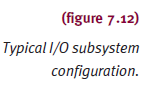 (figure 7.12)
Typical I/O subsystem
configuration.